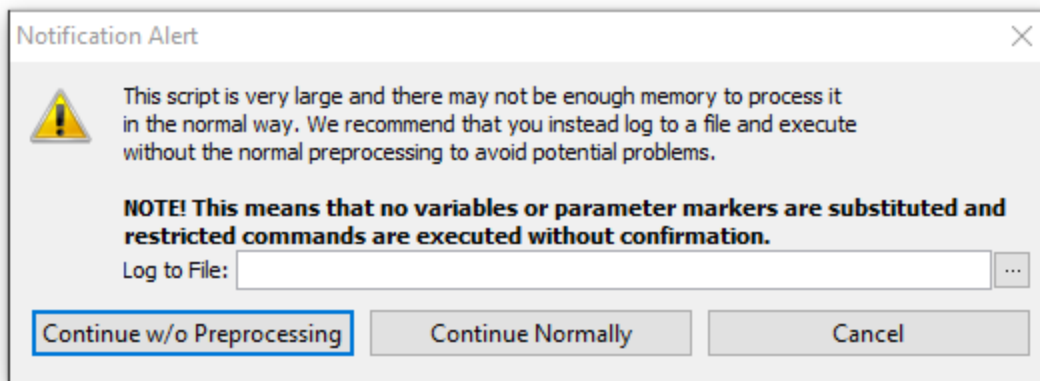 Notification Alert
This script is very large and there may not be enough memory to process it
in the normal way. We recommend that you instead log to a file and execute
without the normal preprocessing to avoid potential problems.
NOTE! This means that no variables or parameter markers are substituted and
restricted commands are executed without confirmation.
Log to File: ...
Continue w/o Preprocessing Continue Normally Cancel